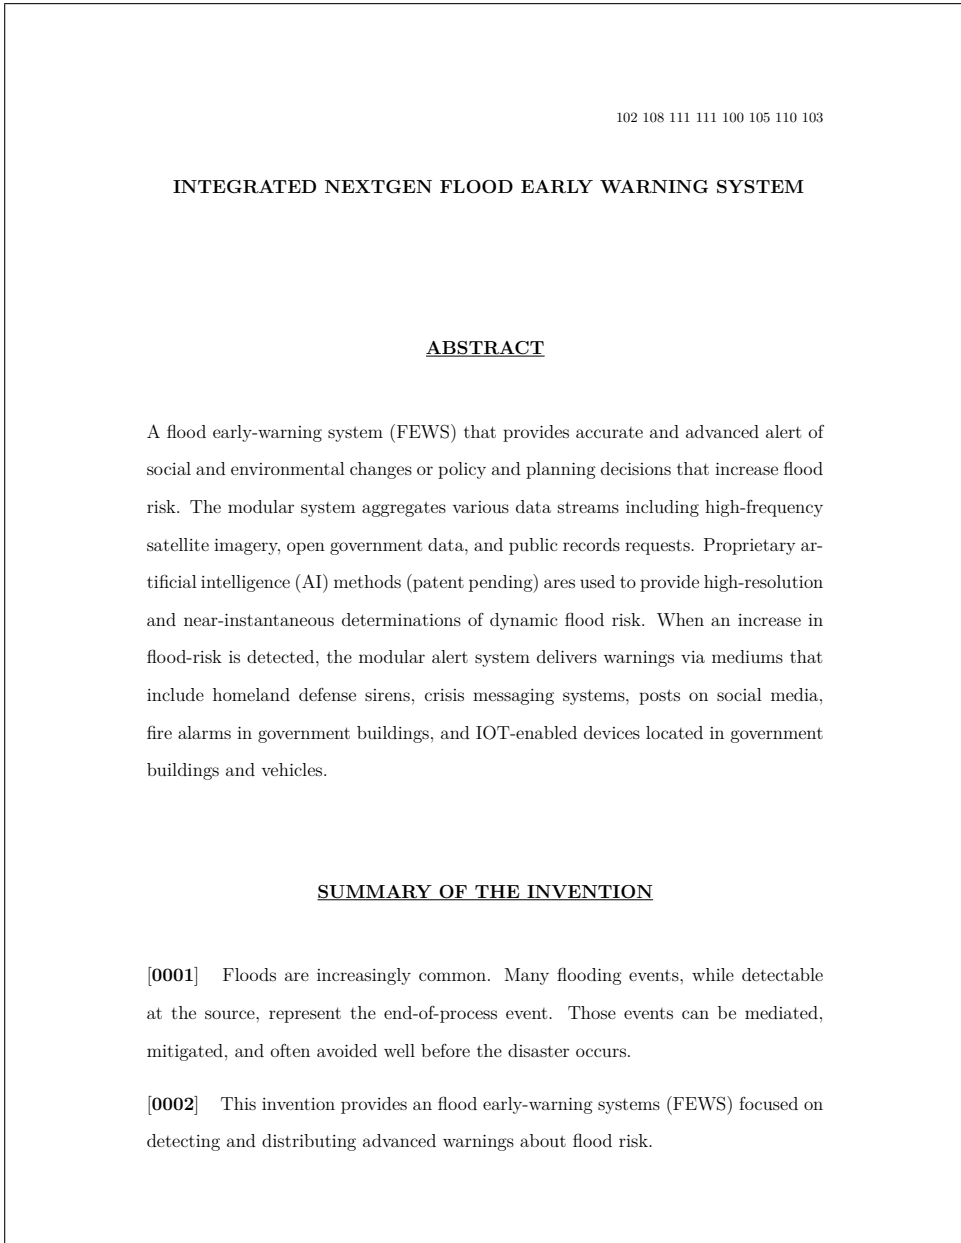 102 108 111 111 100 105 110 103
INTEGRATED NEXTGEN FLOOD EARLY WARNING SYSTEM
ABSTRACT
A flood early-warning system (FEWS) that provides accurate and advanced alert of
social and environmental changes or policy and planning decisions that increase flood
risk. The modular system aggregates various data streams including high-frequency
satellite imagery, open government data, and public records requests. Proprietary ar-
tificial intelligence (AI) methods (patent pending) ares used to provide high-resolution
and near-instantaneous determinations of dynamic flood risk. When an increase in
flood-risk is detected, the modular alert system delivers warnings via mediums that
include homeland defense sirens, crisis messaging systems, posts on social media,
fire alarms in government buildings, and IOT-enabled devices located in government
buildings and vehicles.
SUMMARY OF THE INVENTION
[0001] Floods are increasingly common. Many flooding events, while detectable
at the source, represent the end-of-process event. Those events can be mediated,
mitigated, and often avoided well before the disaster occurs.
[0002] This invention provides an flood early-warning systems (FEWS) focused on
detecting and distributing advanced warnings about flood risk.